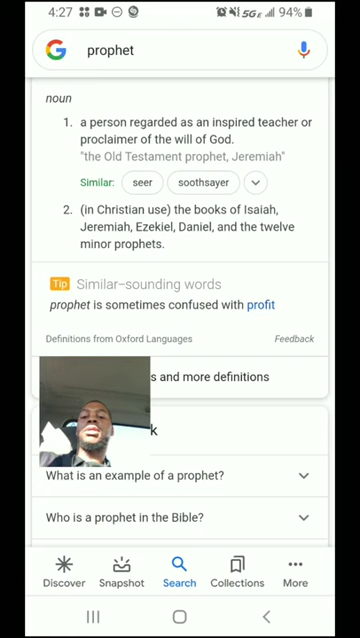 4:27 5G E 94%
prophet
noun
1. a person regarded as an inspired teacher or
proclaimer of the will of God.
"the Old Testament prophet, Jeremiah"
Similar: seer soothsayer
2. (in Christian use) the books of Isaiah,
Jeremiah, Ezekiel, Daniel, and the twelve
minor prophets.
Tip Similar–sounding words
prophet is sometimes confused with profit
Definitions from Oxford Languages Feedback
s and more definitions
k
What is an example of a prophet?
Who is a prophet in the Bible?
Discover Snapshot Search Collections More